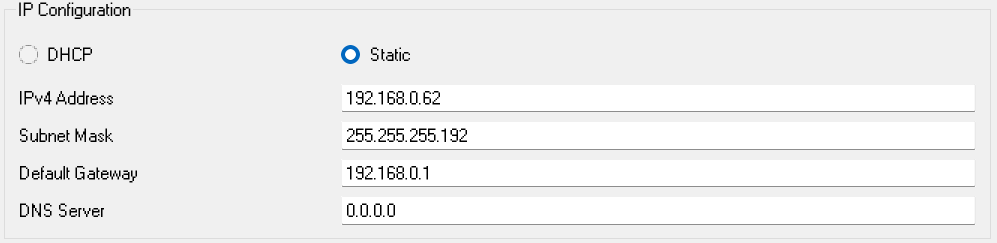 IP Configuration
DHCP Static
IPv4 Address 192.168.0.62
Subnet Mask 255.255.255.192
Default Gateway 192.168.0.1
DNS Server 0.0.0.0